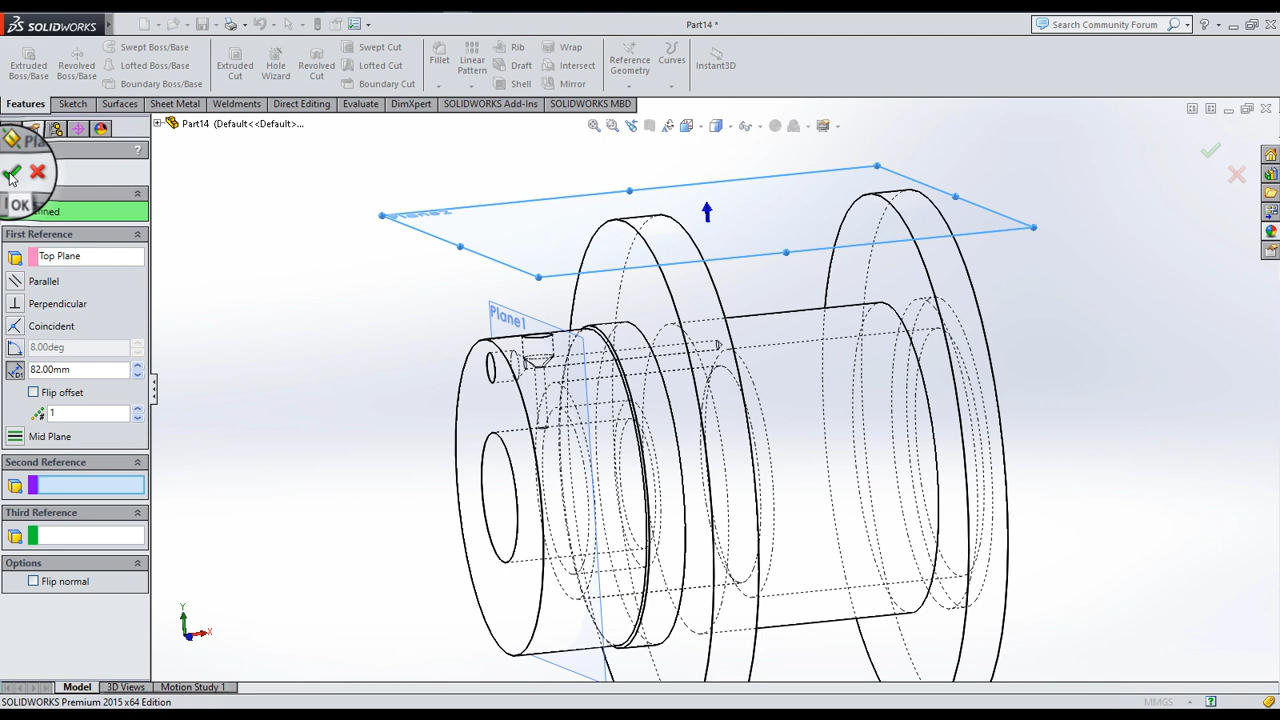 SOLIDWORKS
Part14 *
Search Community Forum
Extruded Boss/Base
Revolved Boss/Base
Swept Boss/Base
Lofted Boss/Base
Boundary Boss/Base
Extruded Cut
Hole Wizard
Revolved Cut
Swept Cut
Lofted Cut
Boundary Cut
Fillet
Linear Pattern
Rib
Draft
Shell
Wrap
Intersect
Mirror
Reference Geometry
Curves
Instant3D
Features Sketch Surfaces Sheet Metal Weldments Direct Editing Evaluate DimXpert SOLIDWORKS Add-Ins SOLIDWORKS MBD
Part14 (Default<<Default>...
OK
First Reference
Top Plane
Parallel
Perpendicular
Coincident
8.00deg
82.00mm
Flip offset
1
Mid Plane
Second Reference
Third Reference
Options
Flip normal
Plane1
Y
X
Model 3D Views Motion Study 1
SOLIDWORKS Premium 2015 x64 Edition
MMGS